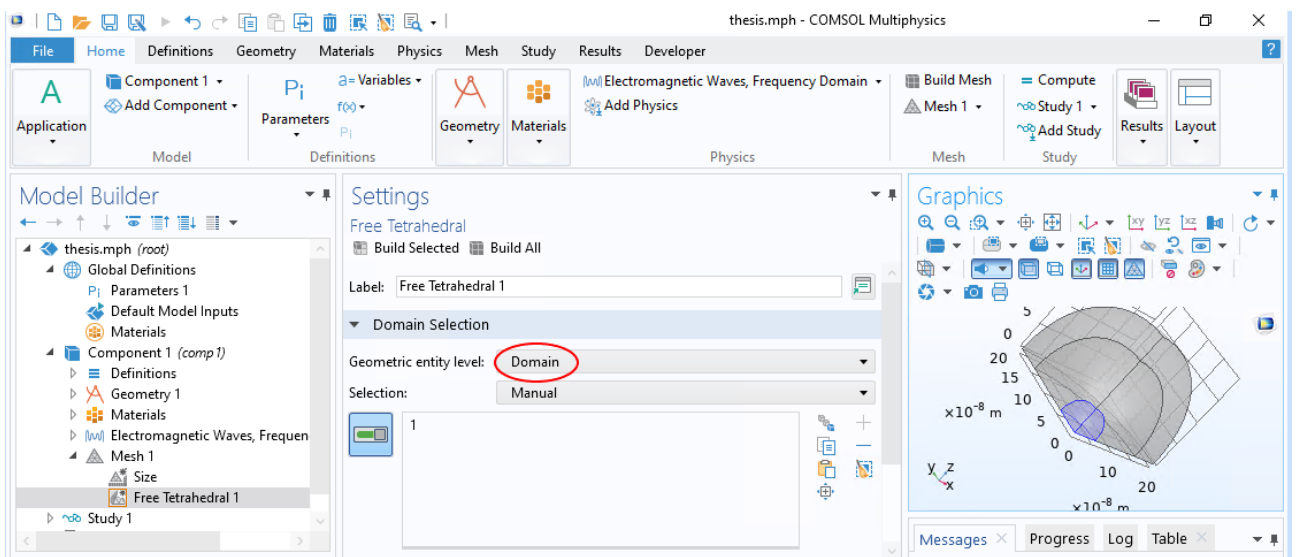 thesis.mph - COMSOL Multiphysics
File Home Definitions Geometry Materials Physics Mesh Study Results Developer ?
Component 1 Pi a= Variables Electromagnetic Waves, Frequency Domain Build Mesh = Compute
A Add Component f(x) Add Physics Mesh 1 Study 1
Application Parameters Pi Geometry Materials Add Study Results Layout
Model Definitions Physics Mesh Study
Model Builder
thesis.mph (root)
Global Definitions
Pi Parameters 1
Default Model Inputs
Materials
Component 1 (comp1)
Definitions
Geometry 1
Materials
Electromagnetic Waves, Frequen
Mesh 1
Size
Free Tetrahedral 1
Study 1
Settings
Free Tetrahedral
Build Selected Build All
Label: Free Tetrahedral 1
Domain Selection
Geometric entity level: Domain
Selection: Manual
1
Graphics
xy yz xz
5
0
20
15
10
×10⁻⁸ m
5
0
0
10
20
×10⁻⁸ m
y z
x
Messages Progress Log Table